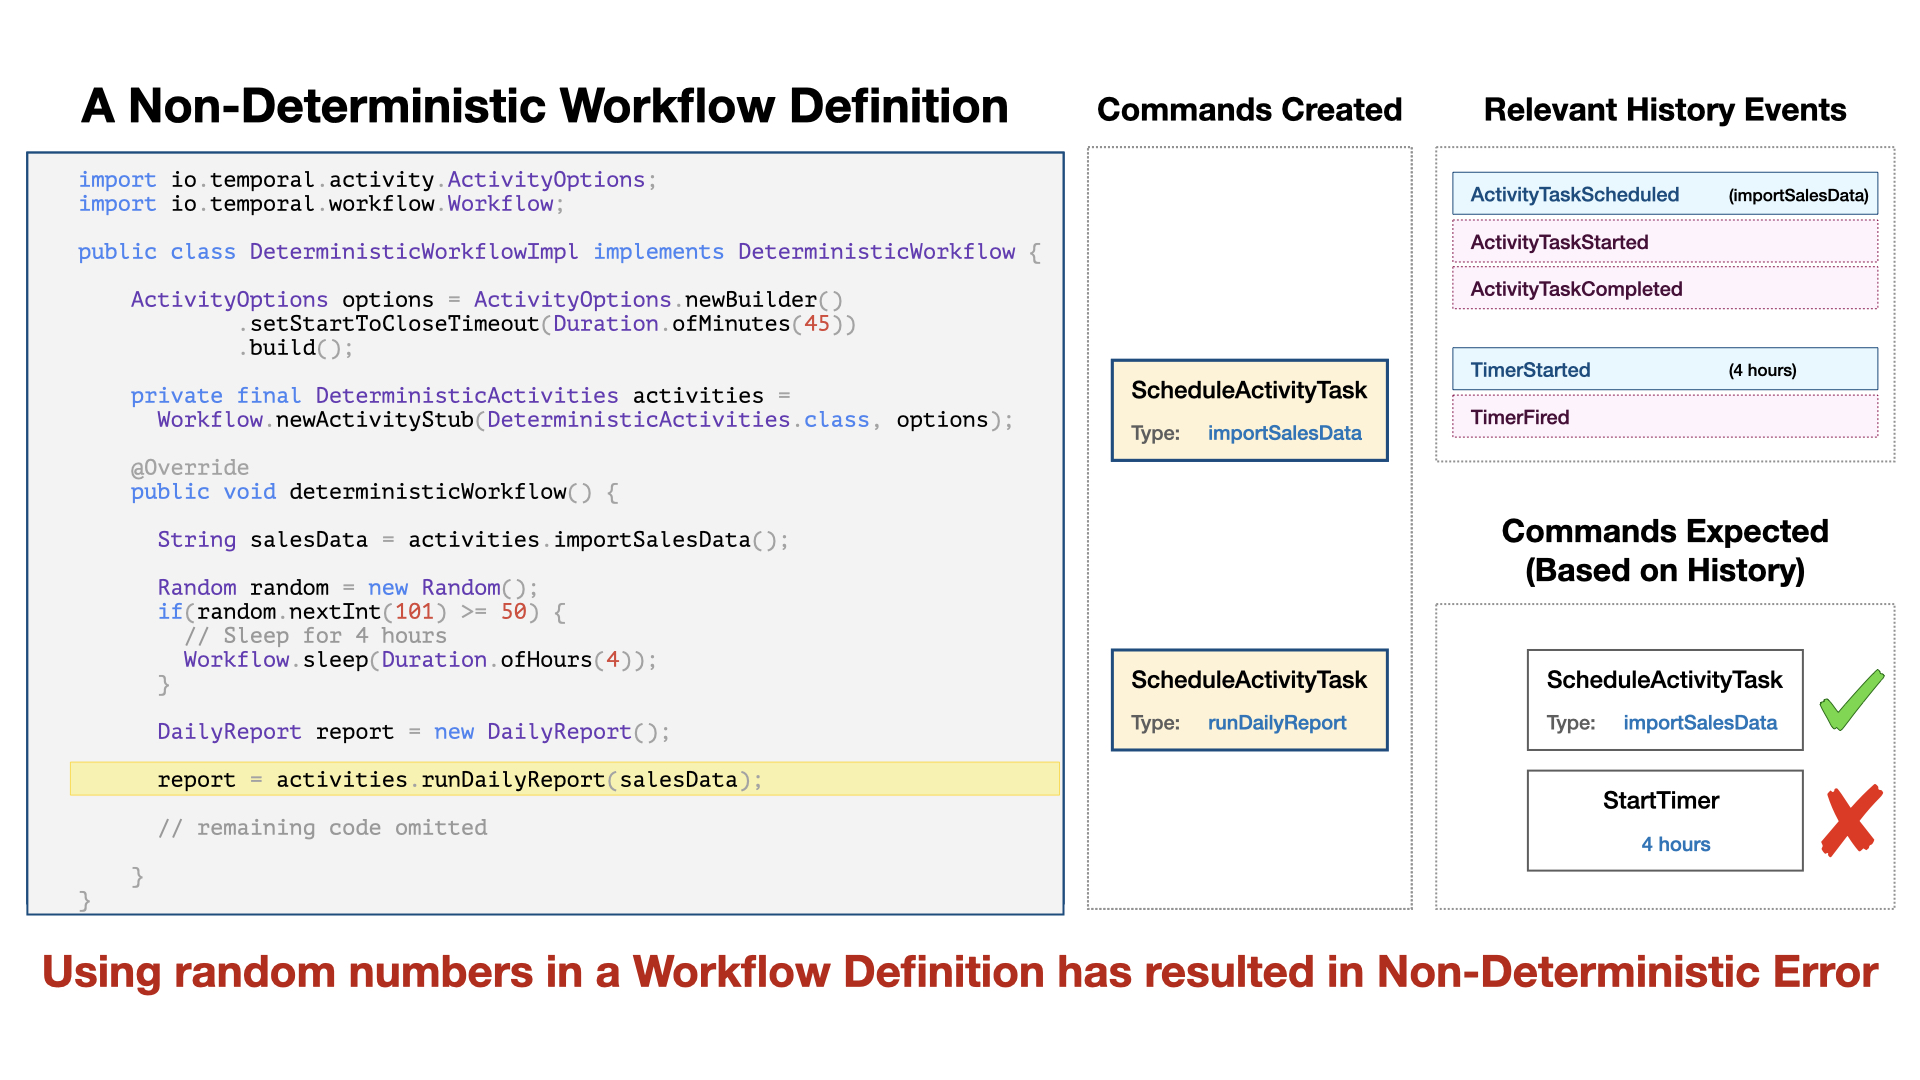 A Non-Deterministic Workflow Definition
import io.temporal.activity.ActivityOptions;
import io.temporal.workflow.Workflow;
public class DeterministicWorkflowImpl implements DeterministicWorkflow {
ActivityOptions options = ActivityOptions.newBuilder()
.setStartToCloseTimeout(Duration.ofMinutes(45))
.build();
private final DeterministicActivities activities =
Workflow.newActivityStub(DeterministicActivities.class, options);
@Override
public void deterministicWorkflow() {
String salesData = activities.importSalesData();
Random random = new Random();
if(random.nextInt(101) >= 50) {
// Sleep for 4 hours
Workflow.sleep(Duration.ofHours(4));
}
DailyReport report = new DailyReport();
report = activities.runDailyReport(salesData);
// remaining code omitted
}
}
Commands Created
ScheduleActivityTask
Type: importSalesData
ScheduleActivityTask
Type: runDailyReport
Relevant History Events
ActivityTaskScheduled (importSalesData)
ActivityTaskStarted
ActivityTaskCompleted
TimerStarted (4 hours)
TimerFired
Commands Expected
(Based on History)
ScheduleActivityTask
Type: importSalesData
StartTimer
4 hours
Using random numbers in a Workflow Definition has resulted in Non-Deterministic Error